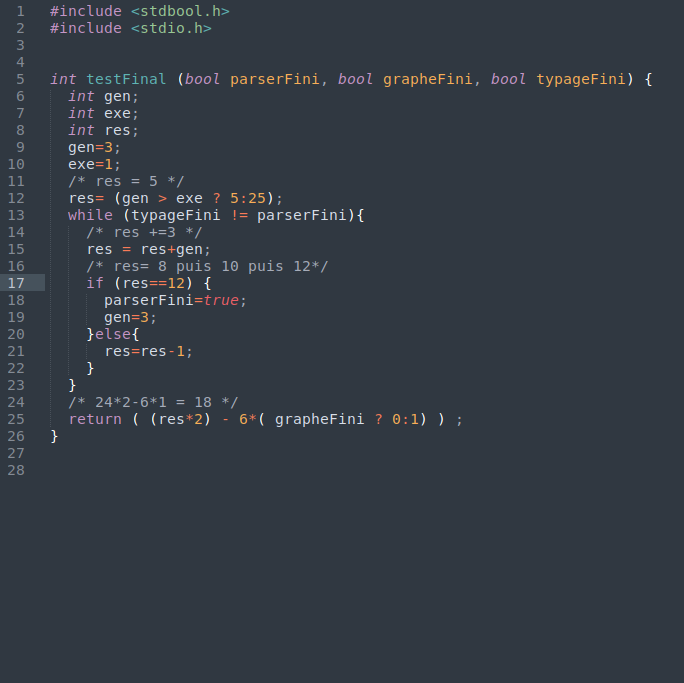 1 #include <stdbool.h>
2 #include <stdio.h>
3
4
5 int testFinal (bool parserFini, bool grapheFini, bool typageFini) {
6   int gen;
7   int exe;
8   int res;
9   gen=3;
10   exe=1;
11   /* res = 5 */
12   res= (gen > exe ? 5:25);
13   while (typageFini != parserFini){
14     /* res +=3 */
15     res = res+gen;
16     /* res= 8 puis 10 puis 12*/
17     if (res==12) {
18       parserFini=true;
19       gen=3;
20     }else{
21       res=res-1;
22     }
23   }
24   /* 24*2-6*1 = 18 */
25   return ( (res*2) - 6*( grapheFini ? 0:1) ) ;
26 }
27
28